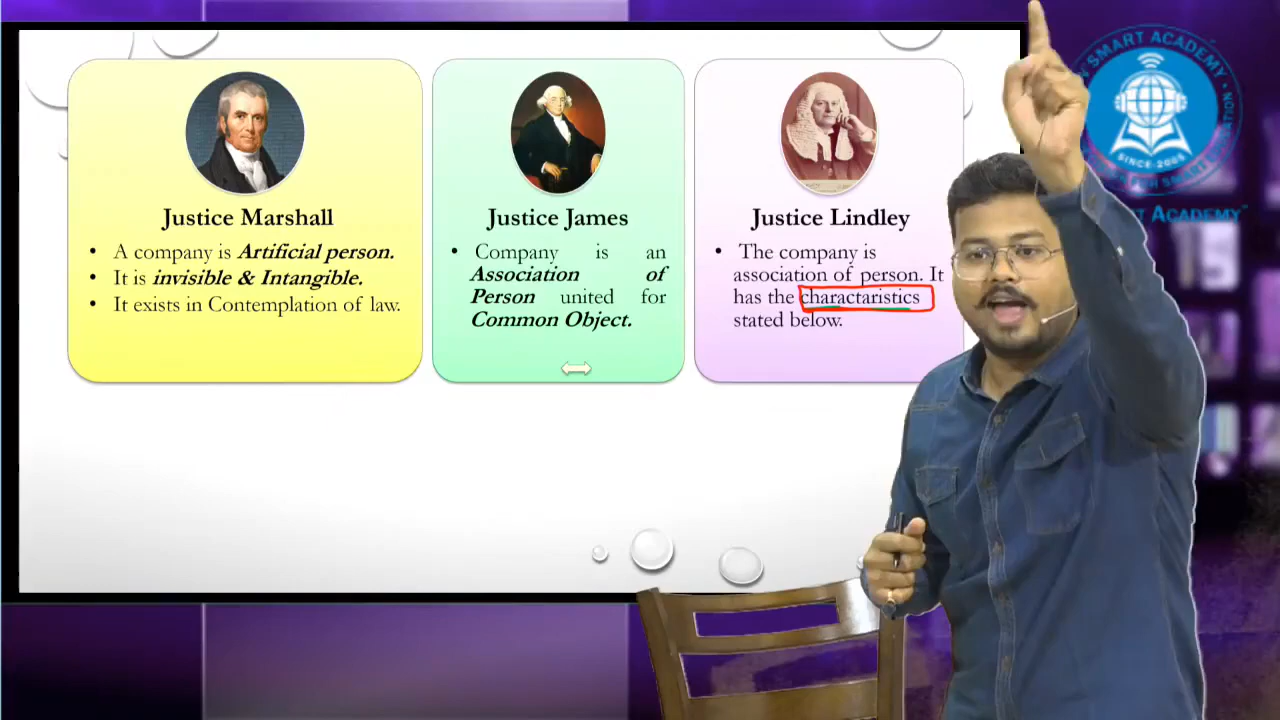 Justice Marshall
• A company is Artificial person.
• It is invisible & Intangible.
• It exists in Contemplation of law.
Justice James
• Company is an
Association of
Person united for
Common Object.
Justice Lindley
• The company is
association of person. It
has the charactaristics
stated below.
SMART ACADEMY
SINCE-2005
ACADEMY